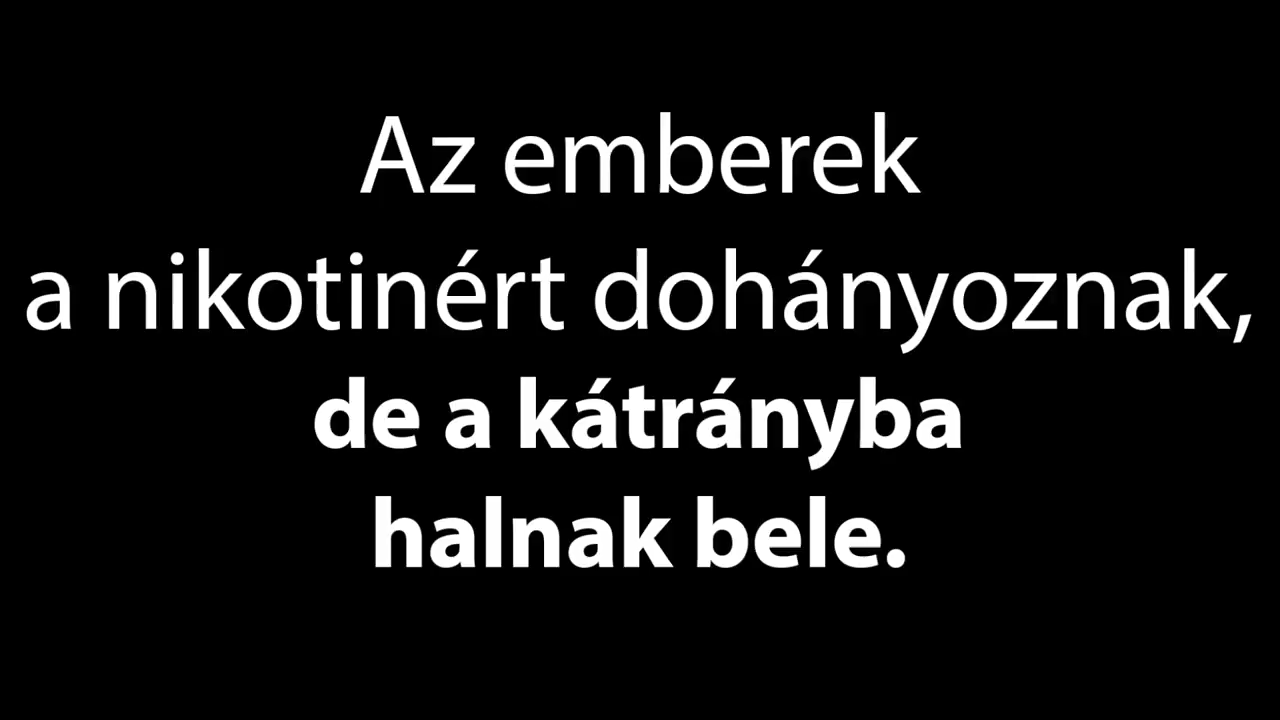 Az emberek
a nikotinért dohányoznak,
de a kátrányba
halnak bele.